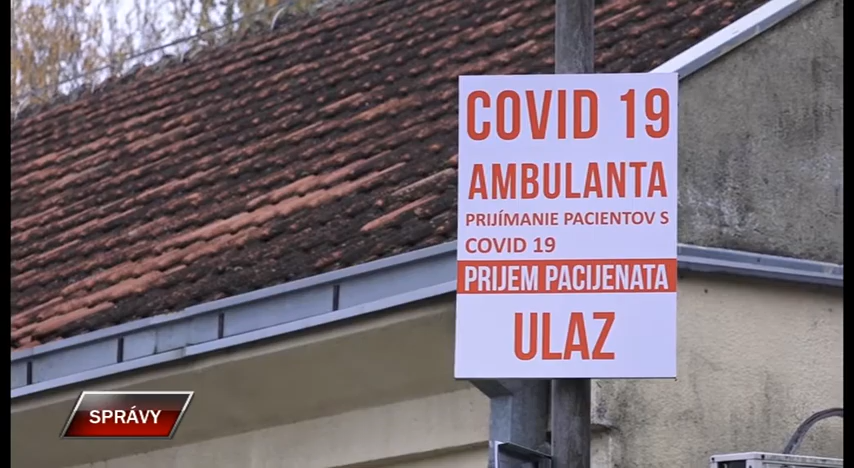 COVID 19
AMBULANTA
PRIJÍMANIE PACIENTOV S
COVID 19
PRIJEM PACIJENATA
ULAZ
SPRÁVY